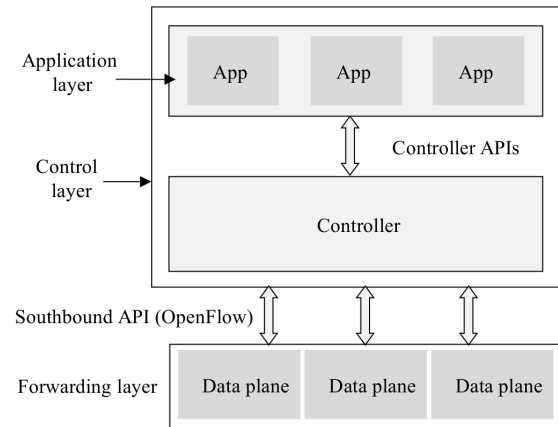 Application
layer
App
App
App
Controller APIs
Control
layer
Controller
Southbound API (OpenFlow)
Forwarding layer
Data plane
Data plane
Data plane